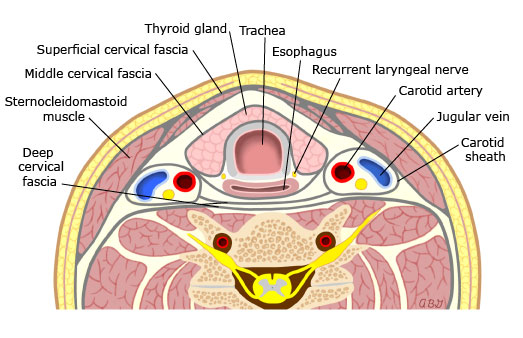 Thyroid gland
Trachea
Superficial cervical fascia
Esophagus
Middle cervical fascia
Recurrent laryngeal nerve
Carotid artery
Sternocleidomastoid
muscle
Jugular vein
Carotid
sheath
Deep
cervical
fascia